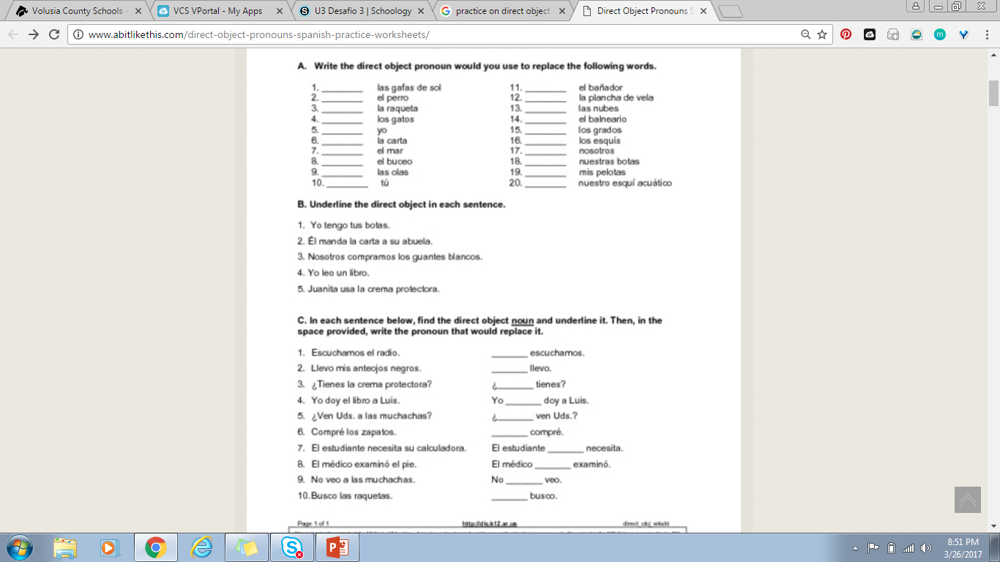 Volusia County Schools -
VCS VPortal - My Apps
U3 Desafío 3 | Schoology
practice on direct object
Direct Object Pronouns S
www.abitlikethis.com/direct-object-pronouns-spanish-practice-worksheets/
A. Write the direct object pronoun would you use to replace the following words.
1. ________ las gafas de sol
2. ________ el perro
3. ________ la raqueta
4. ________ los gatos
5. ________ yo
6. ________ la carta
7. ________ el mar
8. ________ el buceo
9. ________ las olas
10. ________ tú
11. ________ el bañador
12. ________ la plancha de vela
13. ________ las nubes
14. ________ el balneario
15. ________ los grados
16. ________ los esquís
17. ________ nosotros
18. ________ nuestras botas
19. ________ mis pelotas
20. ________ nuestro esquí acuático
B. Underline the direct object in each sentence.
1. Yo tengo tus botas.
2. Él manda la carta a su abuela.
3. Nosotros compramos los guantes blancos.
4. Yo leo un libro.
5. Juanita usa la crema protectora.
C. In each sentence below, find the direct object noun and underline it. Then, in the
space provided, write the pronoun that would replace it.
1. Escuchamos el radio. _______ escuchamos.
2. Llevo mis anteojos negros. _______ llevo.
3. ¿Tienes la crema protectora? ¿_______ tienes?
4. Yo doy el libro a Luis. Yo _______ doy a Luis.
5. ¿Ven Uds. a las muchachas? ¿_______ ven Uds.?
6. Compré los zapatos. _______ compré.
7. El estudiante necesita su calculadora. El estudiante _______ necesita.
8. El médico examinó el pie. El médico _______ examinó.
9. No veo a las muchachas. No _______ veo.
10. Busco las raquetas. _______ busco.
Page 1 of 1 http://dlc.k12.ar.us direct_obj_wksht
8:51 PM
3/26/2017